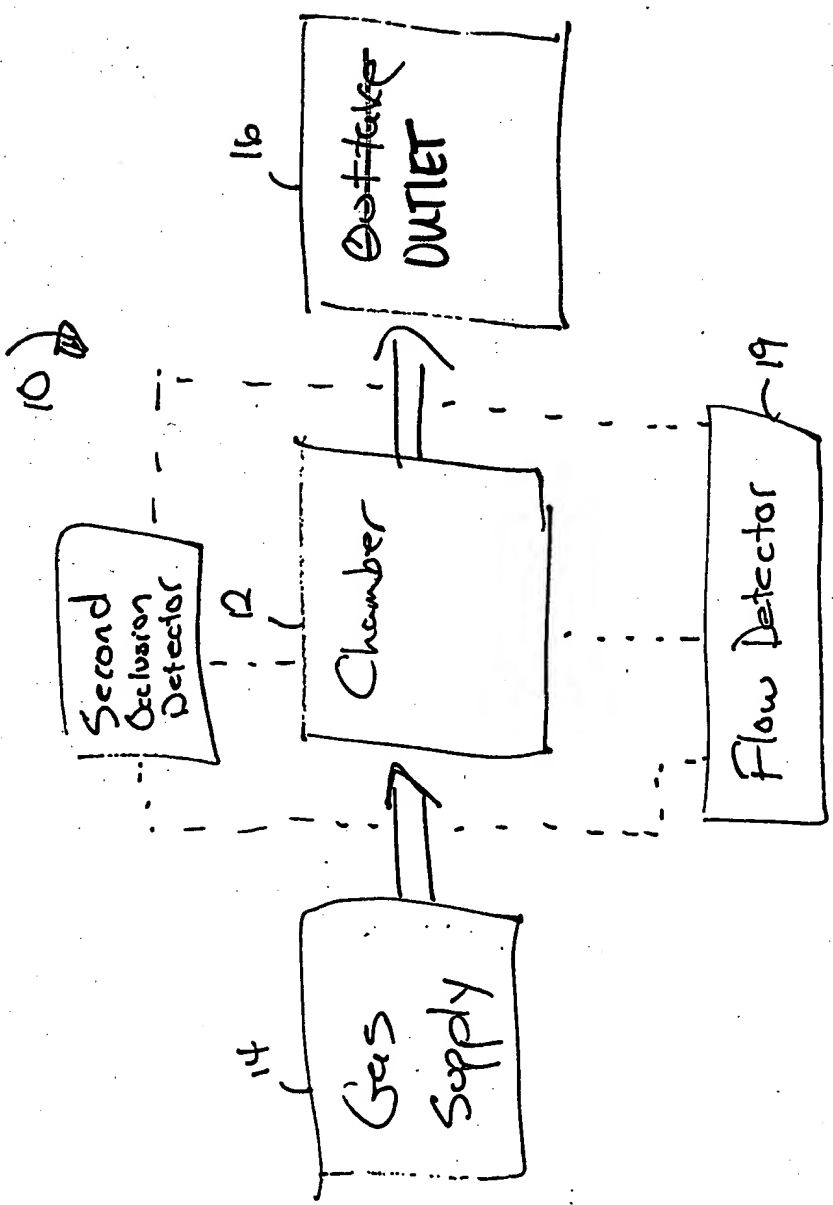 10
Second
Occlusion
Detector
14
Gas
Supply
12
Chamber
16
Outtake
OUTLET
Flow Detector
19